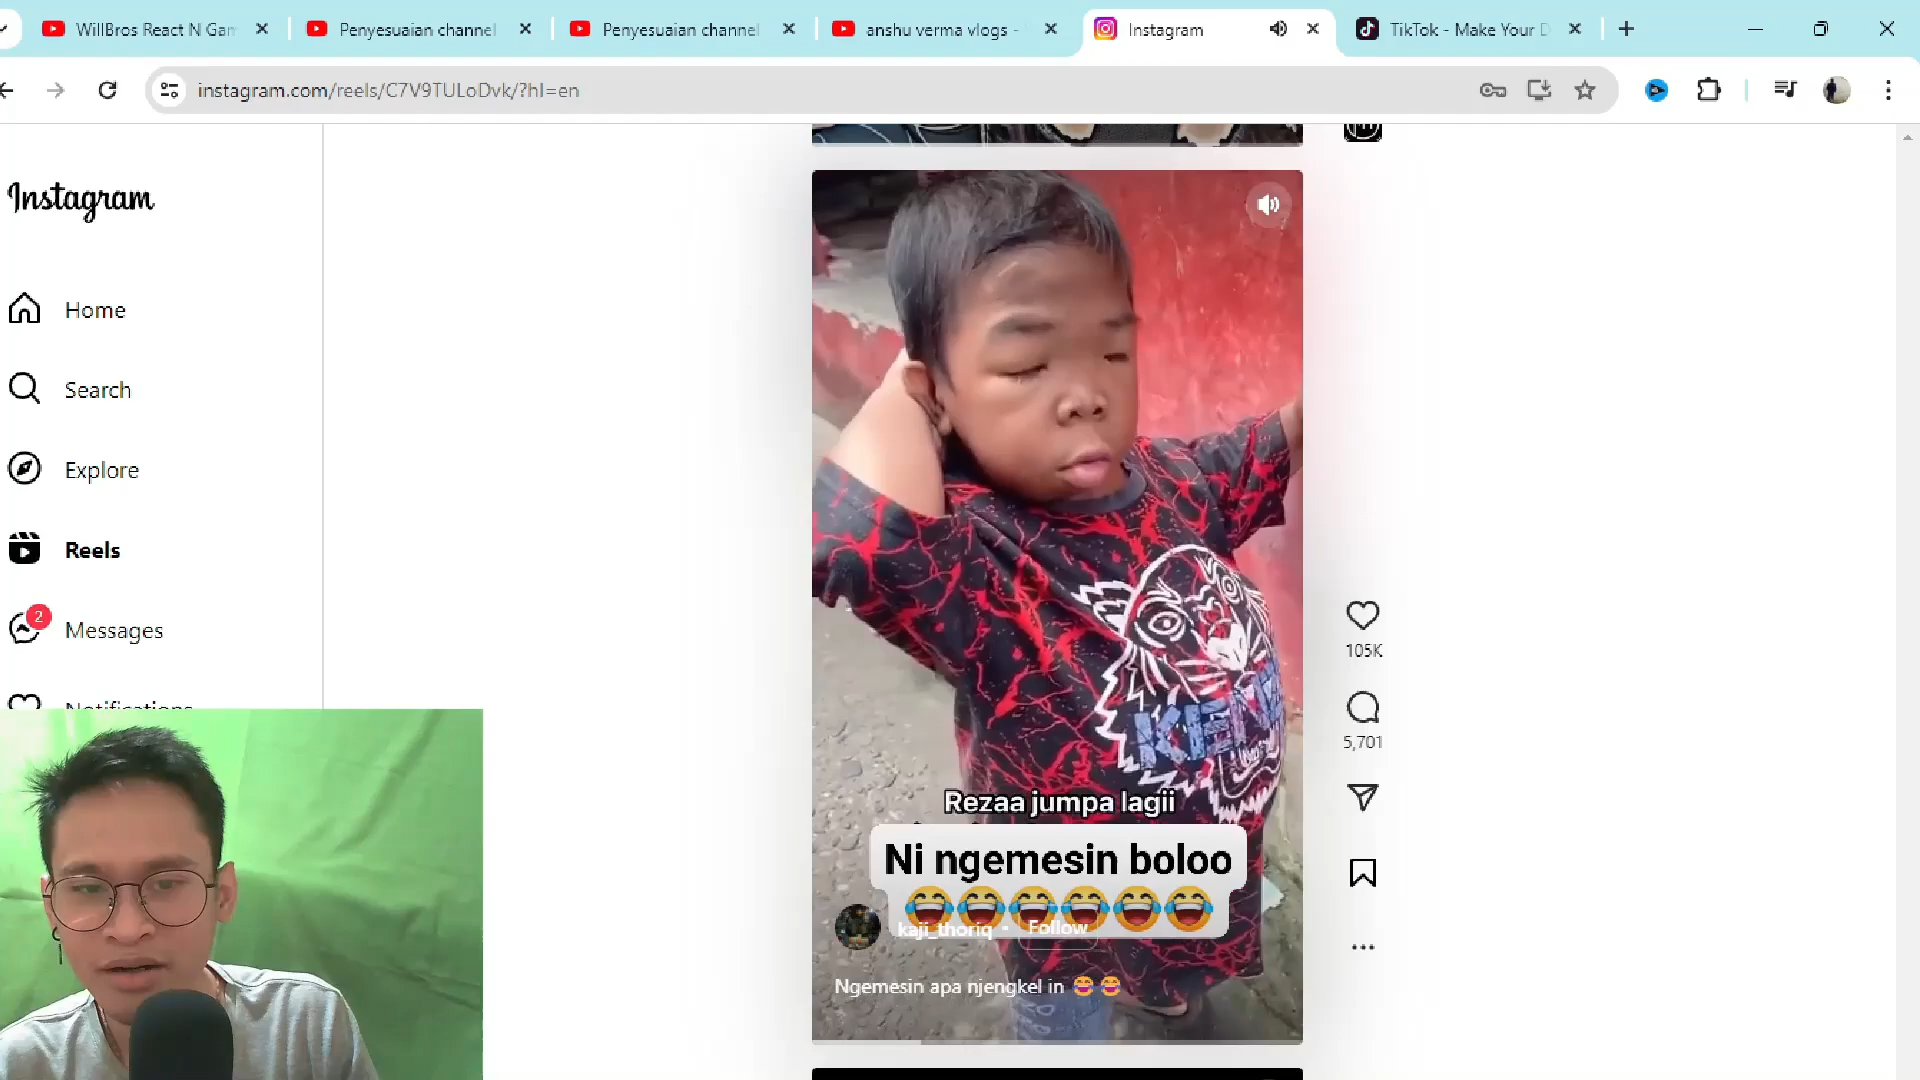 WillBros React N Gam
Penyesuaian channel
Penyesuaian channel
anshu verma vlogs -
Instagram
TikTok - Make Your D
instagram.com/reels/C7V9TULoDvk/?hl=en
Instagram
Home
Search
Explore
Reels
2
Messages
Notifications
105K
5,701
Rezaa jumpa lagii
Ni ngemesin boloo
😂😂😂😂😂😂
kaji_thoriq • Follow
Ngemesin apa njengkel in 😂😂